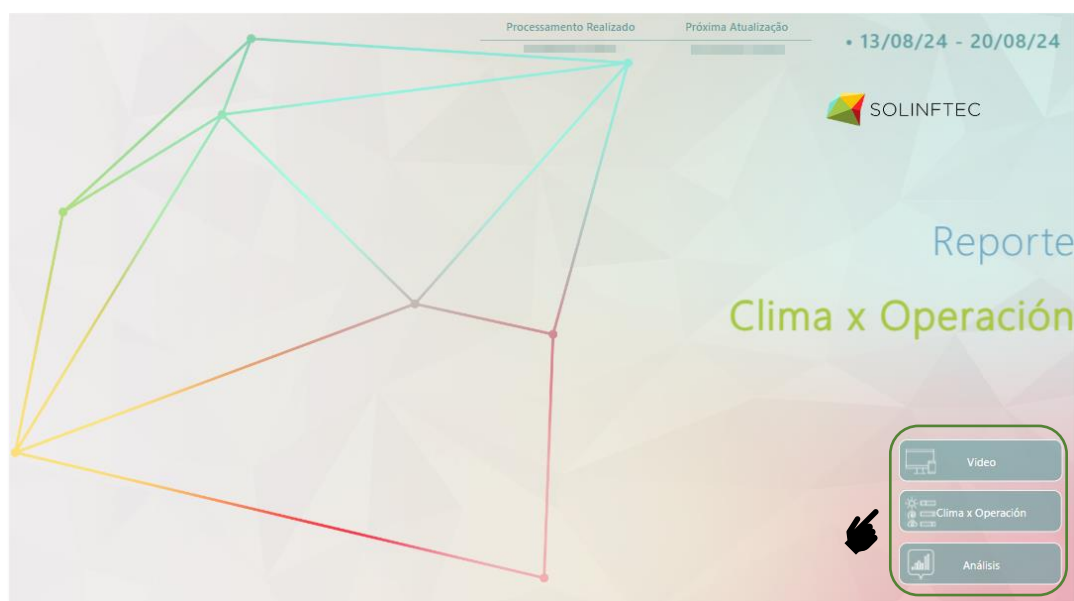 Processamento Realizado
Próxima Atualização
• 13/08/24 - 20/08/24
SOLINFTEC
Reporte
Clima x Operación
Video
Clima x Operación
Análisis